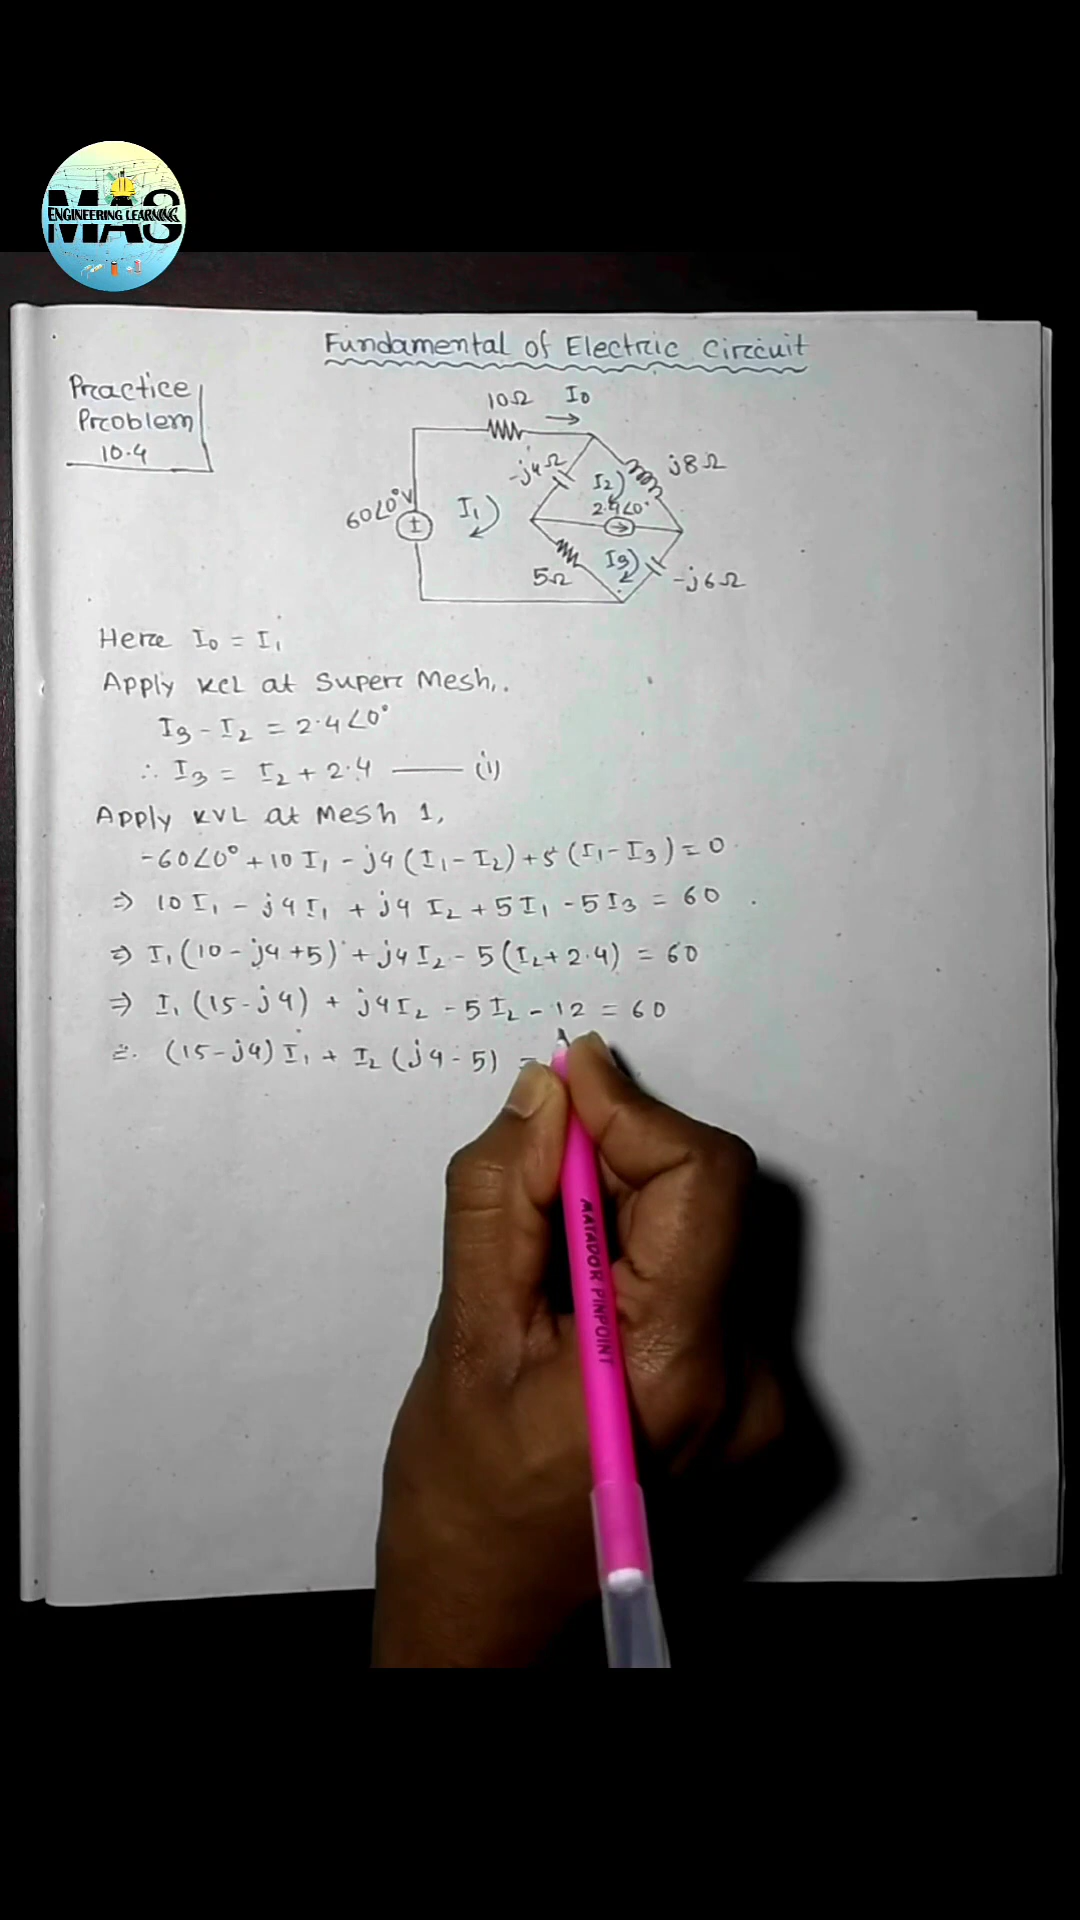 MAS
ENGINEERING LEARNING
Fundamental of Electric Circuit
Practice
Problem
10.4
10Ω
I0
-j4Ω
j8Ω
I2
2.4∠0°
60∠0° V
I1
I3
5Ω
-j6Ω
Here I0 = I1
Apply KCL at Super Mesh,.
I3 - I2 = 2.4∠0°
∴ I3 = I2 + 2.4 —— (i)
Apply KVL at Mesh 1,
-60∠0° + 10 I1 - j4 (I1 - I2) + 5 (I1 - I3) = 0
⇒ 10 I1 - j4 I1 + j4 I2 + 5 I1 - 5 I3 = 60
⇒ I1 (10 - j4 + 5) + j4 I2 - 5 (I2 + 2.4) = 60
⇒ I1 (15 - j4) + j4 I2 - 5 I2 - 12 = 60
∴ (15 - j4) I1 + I2 (j4 - 5) =
MATADOR PINPOINT